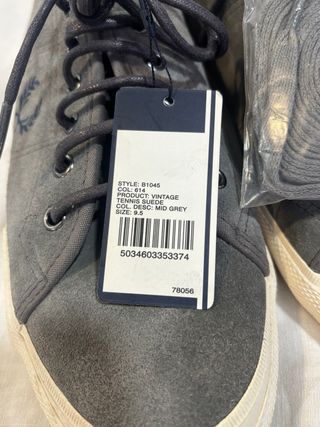 STYLE: B1045
COL: 614
PRODUCT: VINTAGE
TENNIS SUEDE
COL. DESC: MID GREY
SIZE: 9.5
5034603353374
78056